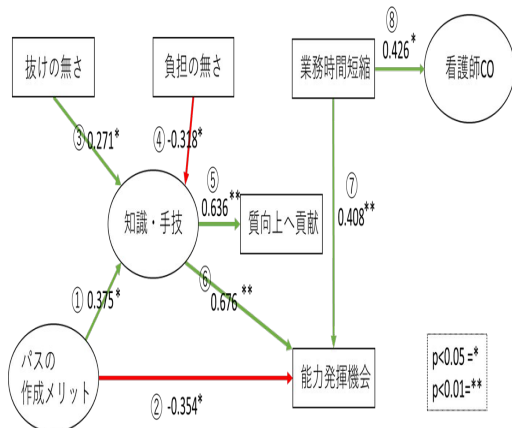 ⑧
0.426*
抜けの無さ
負担の無さ
業務時間短縮
看護師CO
③ 0.271*
④ -0.318*
⑤
0.636**
⑦
0.408**
知識・手技
質向上へ貢献
① 0.375*
⑥
0.676 **
パスの
作成メリット
能力発揮機会
② -0.354*
p<0.05 =*
p<0.01=**